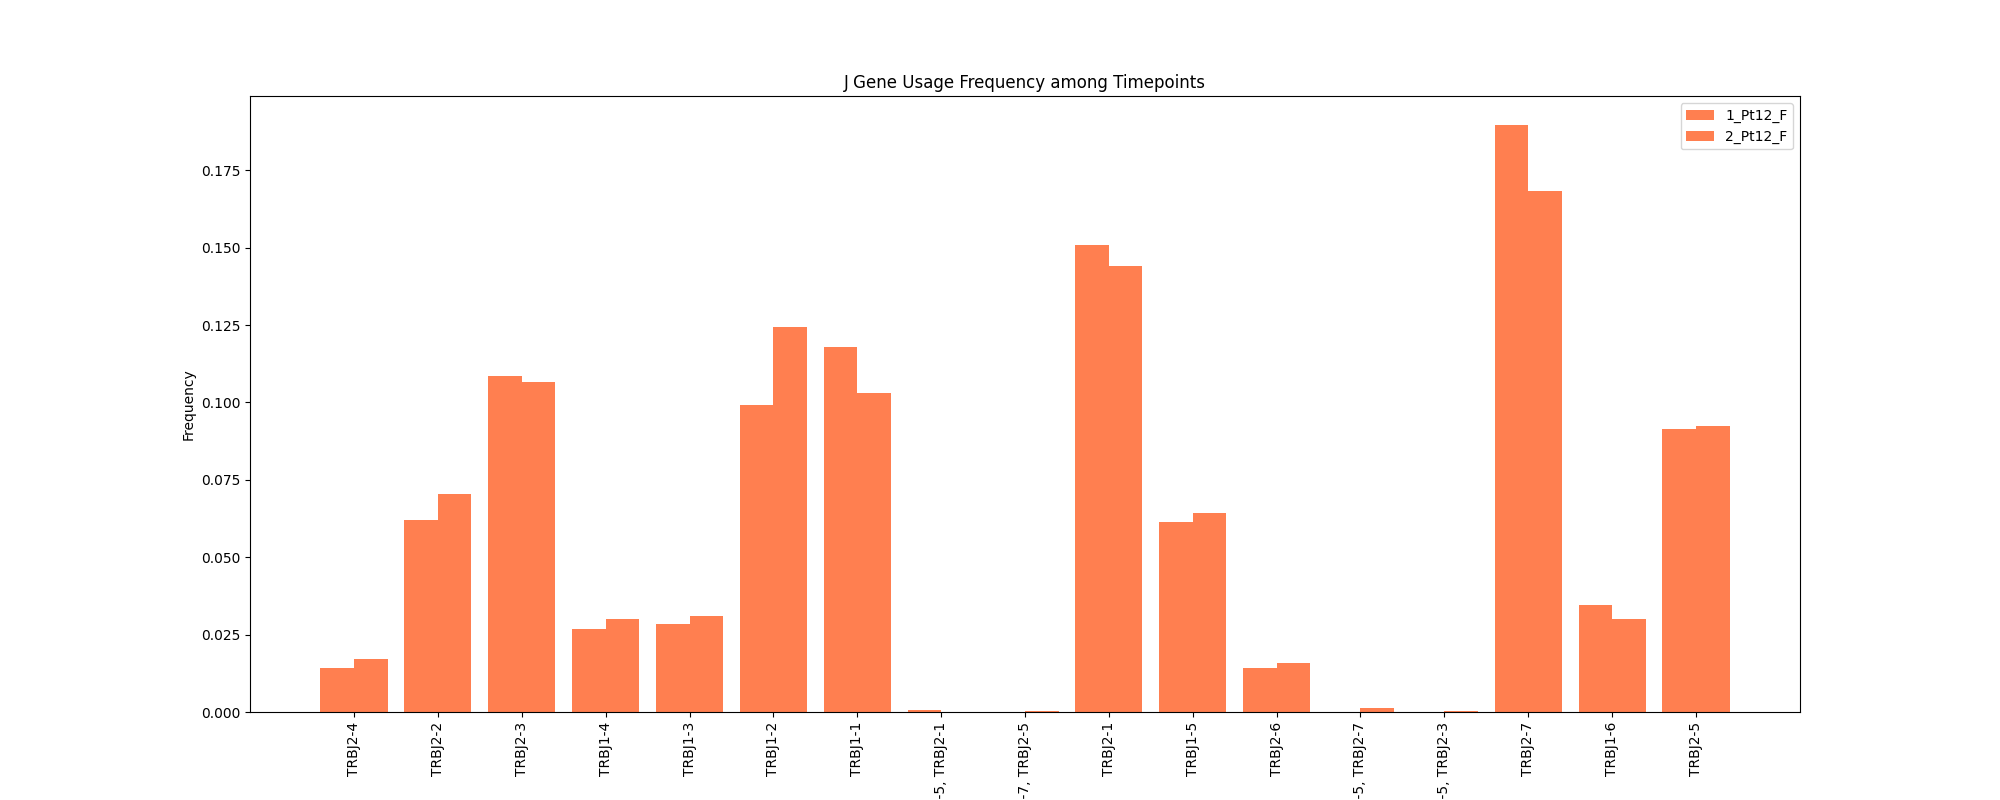 J Gene Usage Frequency among Timepoints
1_Pt12_F
2_Pt12_F
Frequency
0.175
0.150
0.125
0.100
0.075
0.050
0.025
0.000
TRBJ2-4
TRBJ2-2
TRBJ2-3
TRBJ1-4
TRBJ1-3
TRBJ1-2
TRBJ1-1
-5, TRBJ2-1
-7, TRBJ2-5
TRBJ2-1
TRBJ1-5
TRBJ2-6
-5, TRBJ2-7
-5, TRBJ2-3
TRBJ2-7
TRBJ1-6
TRBJ2-5